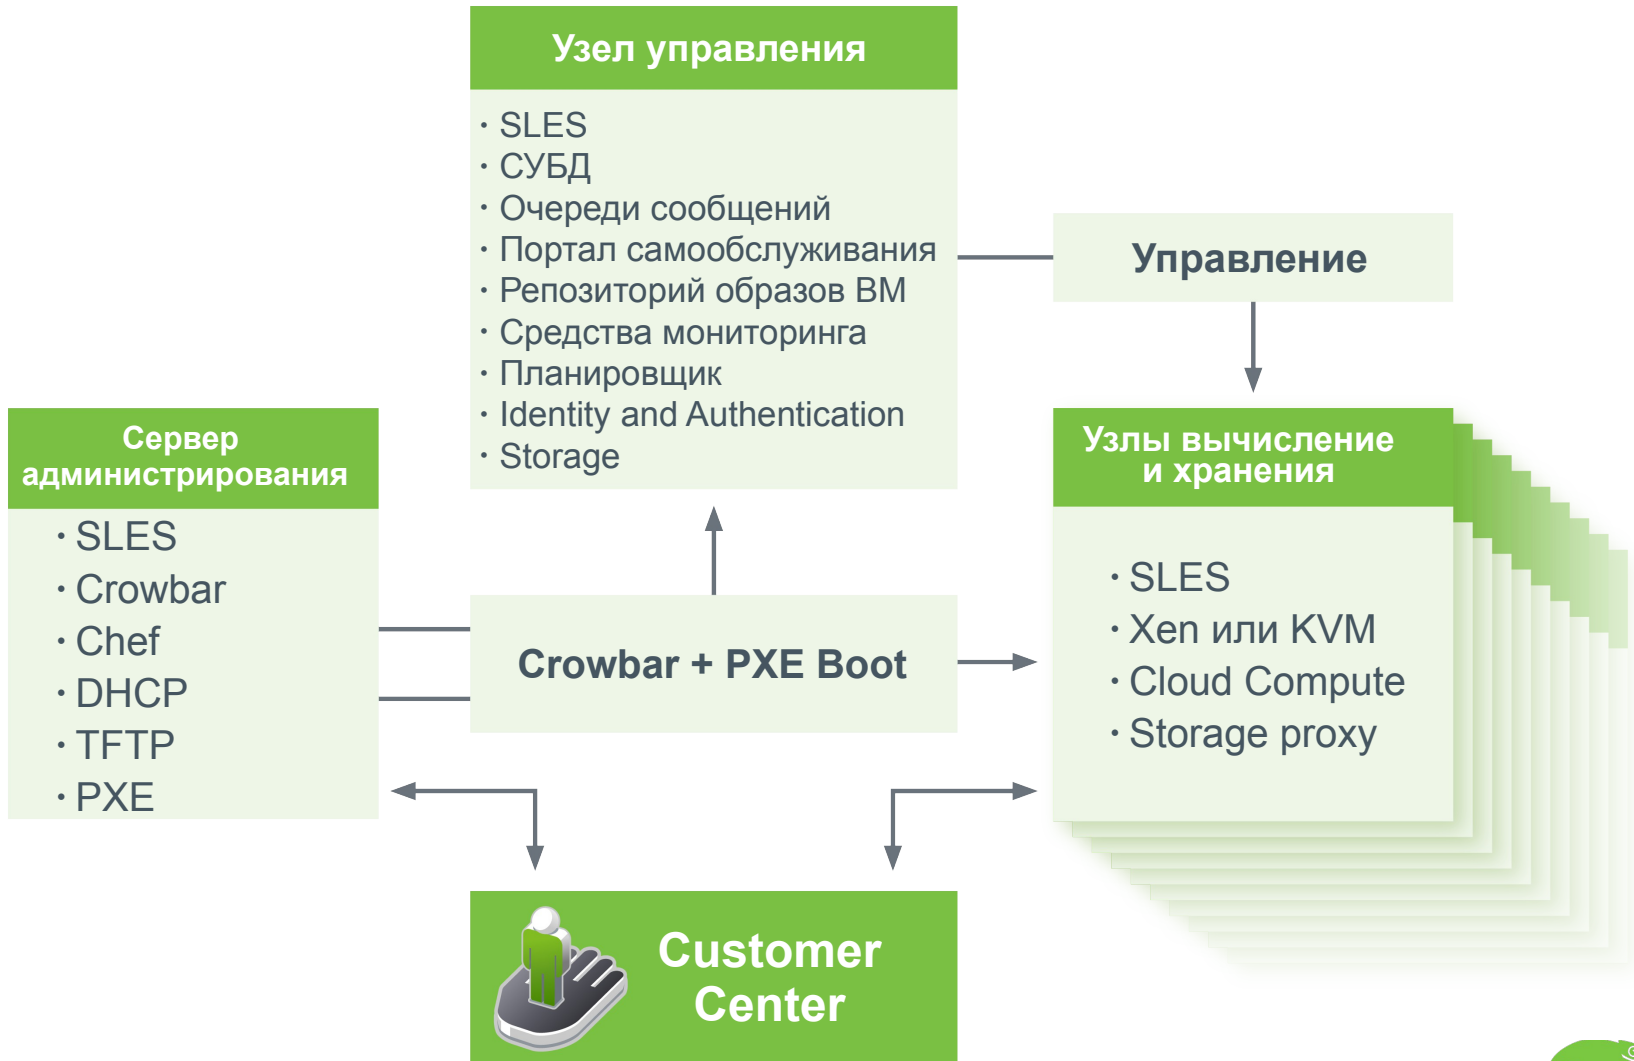 Узел управления
· SLES
· СУБД
· Очереди сообщений
· Портал самообслуживания
· Репозиторий образов ВМ
· Средства мониторинга
· Планировщик
· Identity and Authentication
· Storage
Управление
Сервер
администрирования
· SLES
· Crowbar
· Chef
· DHCP
· TFTP
· PXE
Crowbar + PXE Boot
Узлы вычисление
и хранения
· SLES
· Xen или KVM
· Cloud Compute
· Storage proxy
Customer
Center